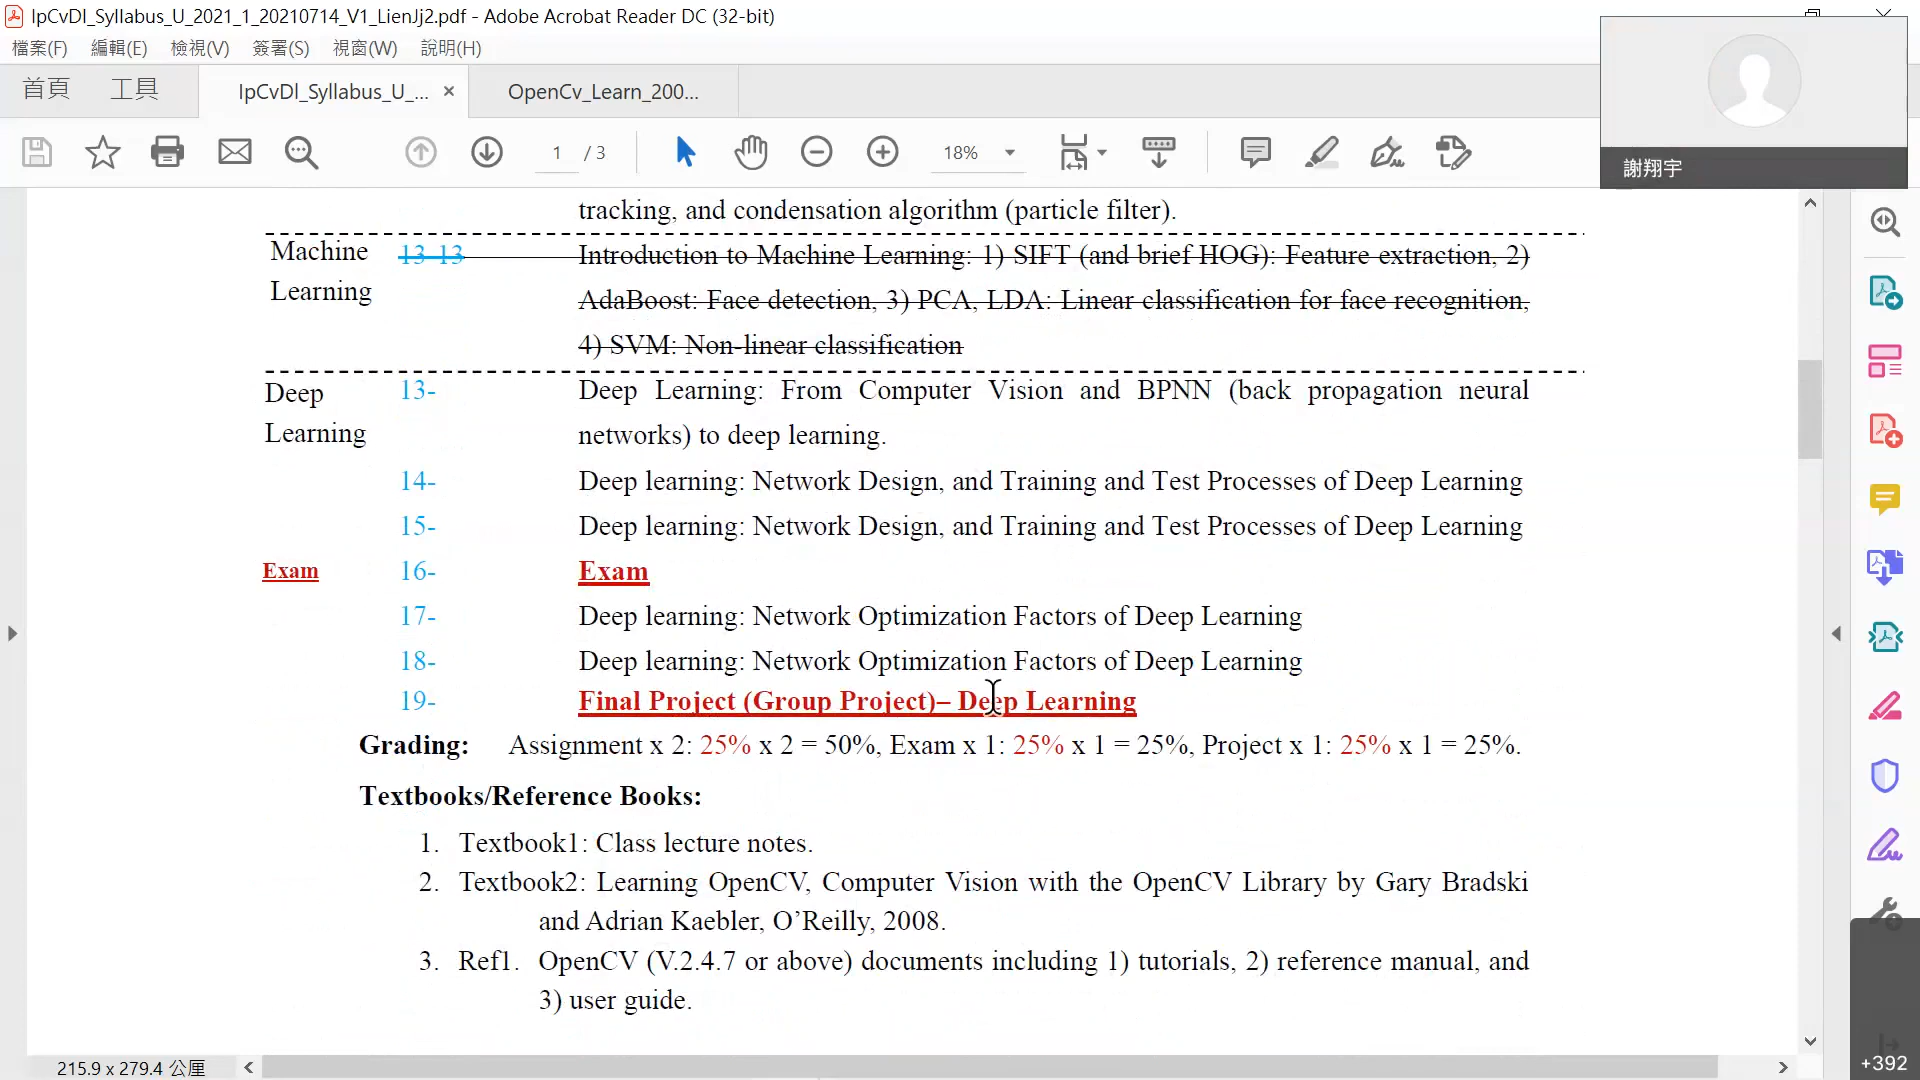 IpCvDl_Syllabus_U_2021_1_20210714_V1_LienJj2.pdf - Adobe Acrobat Reader DC (32-bit)
檔案(F) 編輯(E) 檢視(V) 簽署(S) 視窗(W) 說明(H)
首頁 工具 IpCvDl_Syllabus_U_... × OpenCv_Learn_200...
1 / 3 18%
謝翔宇
tracking, and condensation algorithm (particle filter).
Machine Learning
13-13 Introduction to Machine Learning: 1) SIFT (and brief HOG): Feature extraction, 2)
AdaBoost: Face detection, 3) PCA, LDA: Linear classification for face recognition,
4) SVM: Non-linear classification
Deep Learning
13- Deep Learning: From Computer Vision and BPNN (back propagation neural
networks) to deep learning.
14- Deep learning: Network Design, and Training and Test Processes of Deep Learning
15- Deep learning: Network Design, and Training and Test Processes of Deep Learning
Exam 16- Exam
17- Deep learning: Network Optimization Factors of Deep Learning
18- Deep learning: Network Optimization Factors of Deep Learning
19- Final Project (Group Project)– Deep Learning
Grading: Assignment x 2: 25% x 2 = 50%, Exam x 1: 25% x 1 = 25%, Project x 1: 25% x 1 = 25%.
Textbooks/Reference Books:
1. Textbook1: Class lecture notes.
2. Textbook2: Learning OpenCV, Computer Vision with the OpenCV Library by Gary Bradski
and Adrian Kaebler, O’Reilly, 2008.
3. Ref1. OpenCV (V.2.4.7 or above) documents including 1) tutorials, 2) reference manual, and
3) user guide.
215.9 x 279.4 公厘
+392